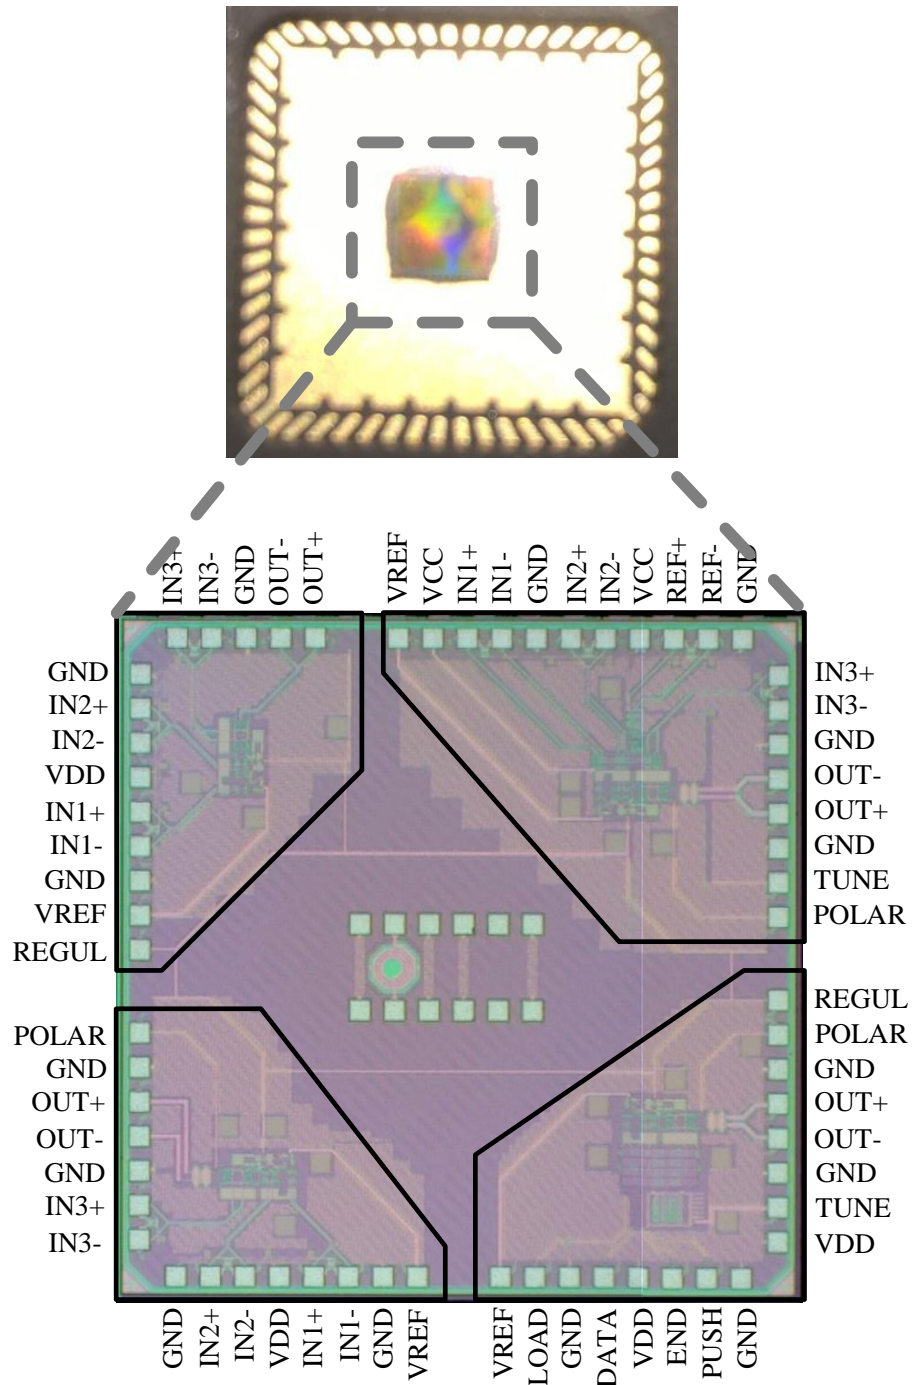 IN3+
IN3-
GND
OUT-
OUT+
VREF
VCC
IN1+
IN1-
GND
IN2+
IN2-
VCC
REF+
REF-
GND
GND
IN2+
IN2-
VDD
IN1+
IN1-
GND
VREF
REGUL
IN3+
IN3-
GND
OUT-
OUT+
GND
TUNE
POLAR
POLAR
GND
OUT+
OUT-
GND
IN3+
IN3-
REGUL
POLAR
GND
OUT+
OUT-
GND
TUNE
VDD
GND
IN2+
IN2-
VDD
IN1+
IN1-
GND
VREF
VREF
LOAD
GND
DATA
VDD
END
PUSH
GND